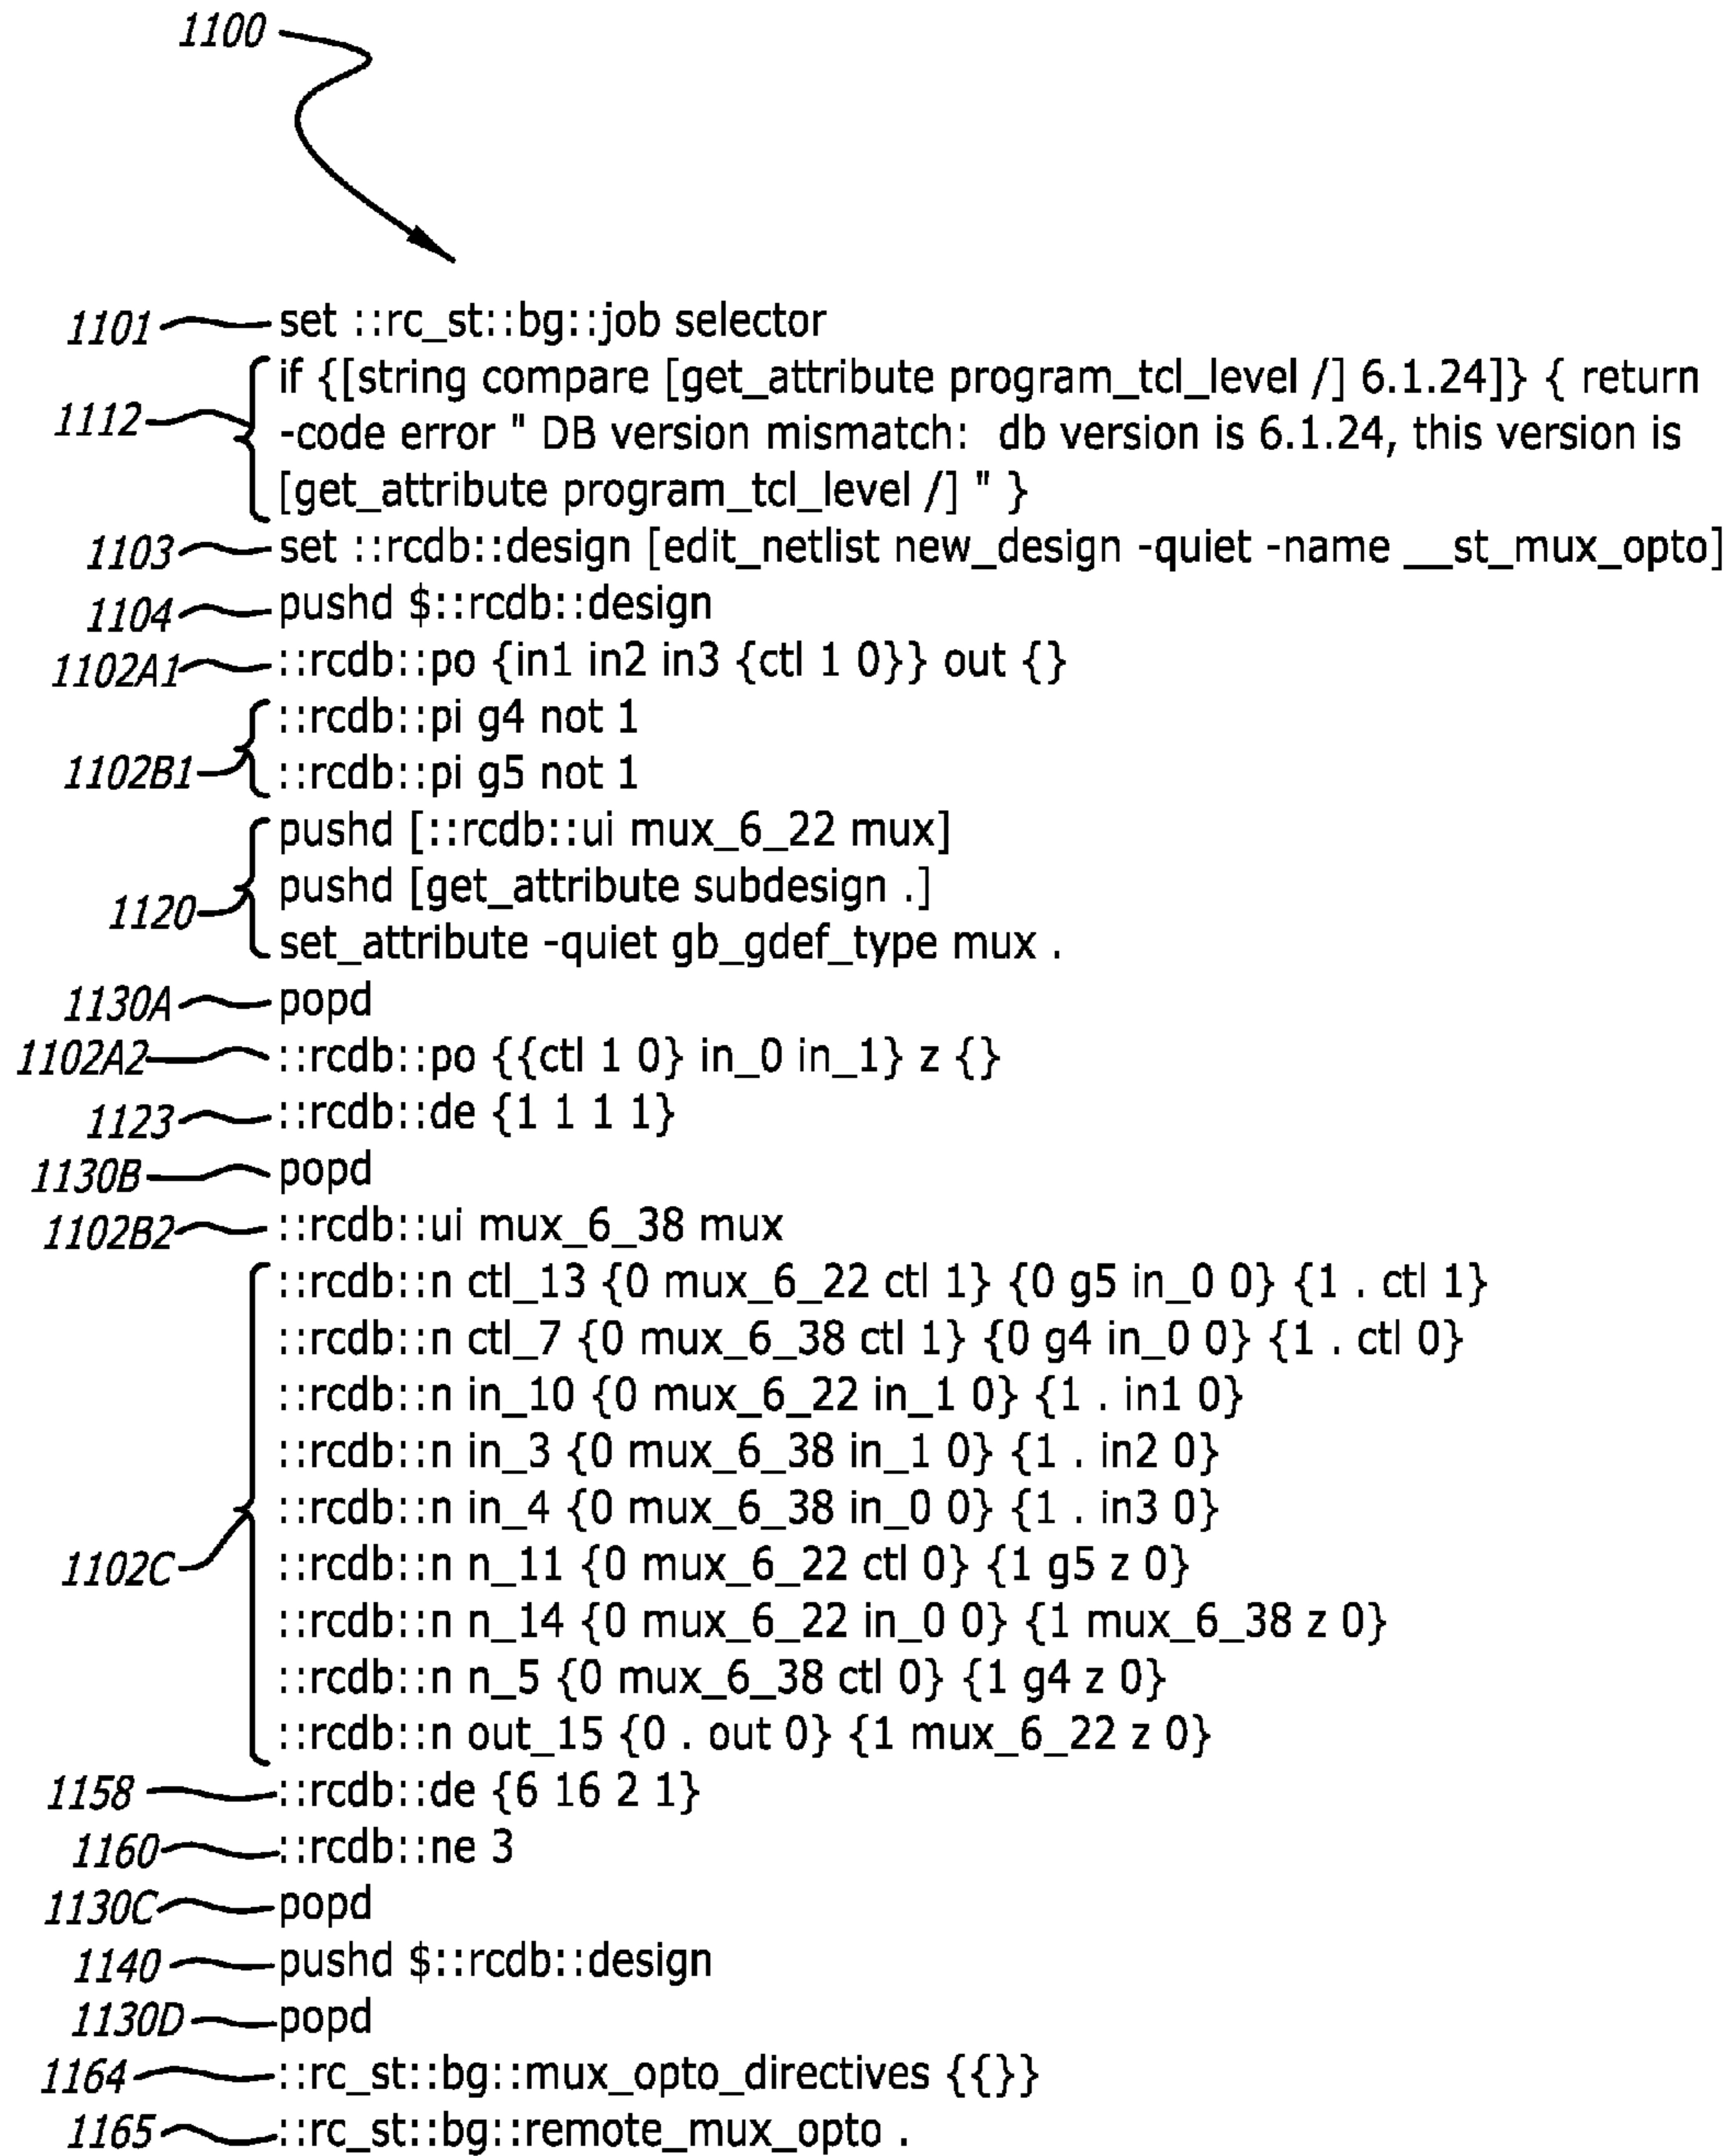 1100
1101 set ::rc_st::bg::job selector
if {[string compare [get_attribute program_tcl_level /] 6.1.24]} { return
1112 -code error " DB version mismatch:  db version is 6.1.24, this version is
[get_attribute program_tcl_level /] " }
1103 set ::rcdb::design [edit_netlist new_design -quiet -name __st_mux_opto]
1104 pushd $::rcdb::design
1102A1 ::rcdb::po {in1 in2 in3 {ctl 1 0}} out {}
::rcdb::pi g4 not 1
1102B1 ::rcdb::pi g5 not 1
pushd [::rcdb::ui mux_6_22 mux]
1120 pushd [get_attribute subdesign .]
set_attribute -quiet gb_gdef_type mux .
1130A popd
1102A2 ::rcdb::po {{ctl 1 0} in_0 in_1} z {}
1123 ::rcdb::de {1 1 1 1}
1130B popd
1102B2 ::rcdb::ui mux_6_38 mux
::rcdb::n ctl_13 {0 mux_6_22 ctl 1} {0 g5 in_0 0} {1 . ctl 1}
::rcdb::n ctl_7 {0 mux_6_38 ctl 1} {0 g4 in_0 0} {1 . ctl 0}
::rcdb::n in_10 {0 mux_6_22 in_1 0} {1 . in1 0}
::rcdb::n in_3 {0 mux_6_38 in_1 0} {1 . in2 0}
::rcdb::n in_4 {0 mux_6_38 in_0 0} {1 . in3 0}
1102C ::rcdb::n n_11 {0 mux_6_22 ctl 0} {1 g5 z 0}
::rcdb::n n_14 {0 mux_6_22 in_0 0} {1 mux_6_38 z 0}
::rcdb::n n_5 {0 mux_6_38 ctl 0} {1 g4 z 0}
::rcdb::n out_15 {0 . out 0} {1 mux_6_22 z 0}
1158 ::rcdb::de {6 16 2 1}
1160 ::rcdb::ne 3
1130C popd
1140 pushd $::rcdb::design
1130D popd
1164 ::rc_st::bg::mux_opto_directives {{}}
1165 ::rc_st::bg::remote_mux_opto .